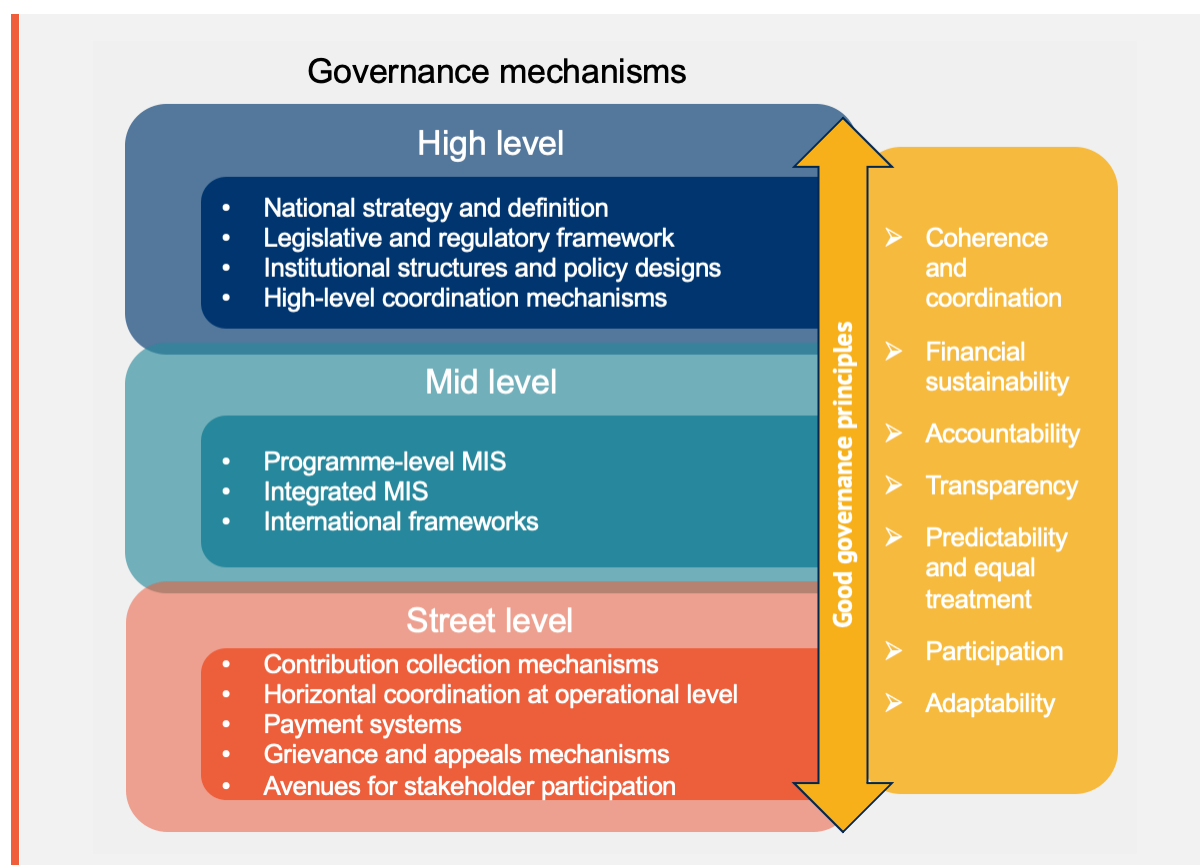 Governance mechanisms
High level
• National strategy and definition
• Legislative and regulatory framework
• Institutional structures and policy designs
• High-level coordination mechanisms
Mid level
• Programme-level MIS
• Integrated MIS
• International frameworks
Street level
• Contribution collection mechanisms
• Horizontal coordination at operational level
• Payment systems
• Grievance and appeals mechanisms
• Avenues for stakeholder participation
Good governance principles
➢ Coherence
and
coordination
➢ Financial
sustainability
➢ Accountability
➢ Transparency
➢ Predictability
and equal
treatment
➢ Participation
➢ Adaptability